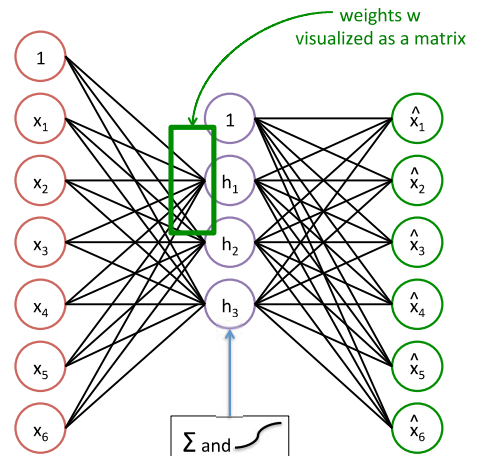 weights w
visualized as a matrix
1
x₁
x₂
x₃
x₄
x₅
x₆
1
h₁
h₂
h₃
x̂₁
x̂₂
x̂₃
x̂₄
x̂₅
x̂₆
Σ and